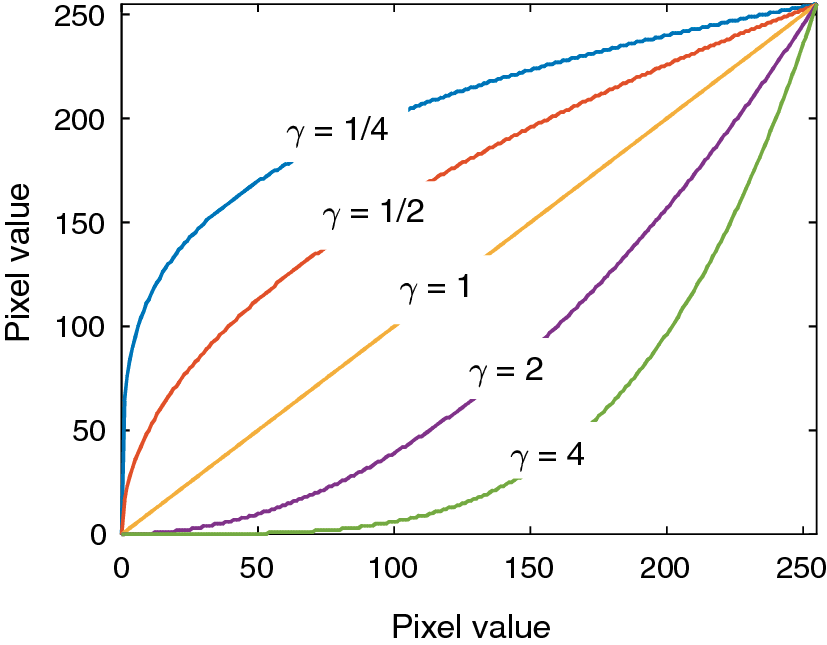 250
200
150
100
50
0
Pixel value
γ = 1/4
γ = 1/2
γ = 1
γ = 2
γ = 4
0 50 100 150 200 250
Pixel value